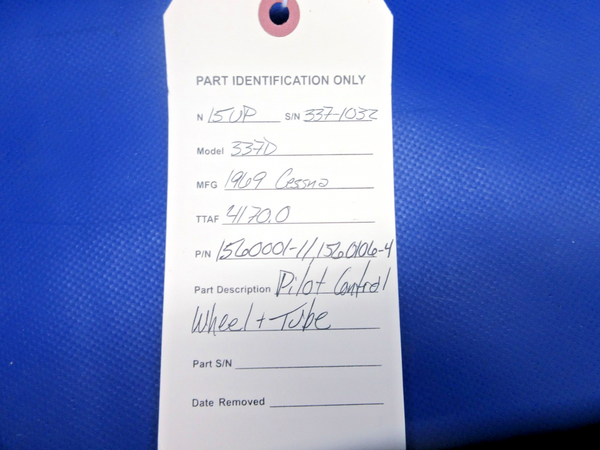 PART IDENTIFICATION ONLY
N 15UP S/N 337-1032
Model 337D
MFG 1969 Cessna
TTAF 4170.0
P/N 1560001-1/1560106-4
Part Description Pilot Control
Wheel + Tube
Part S/N
Date Removed